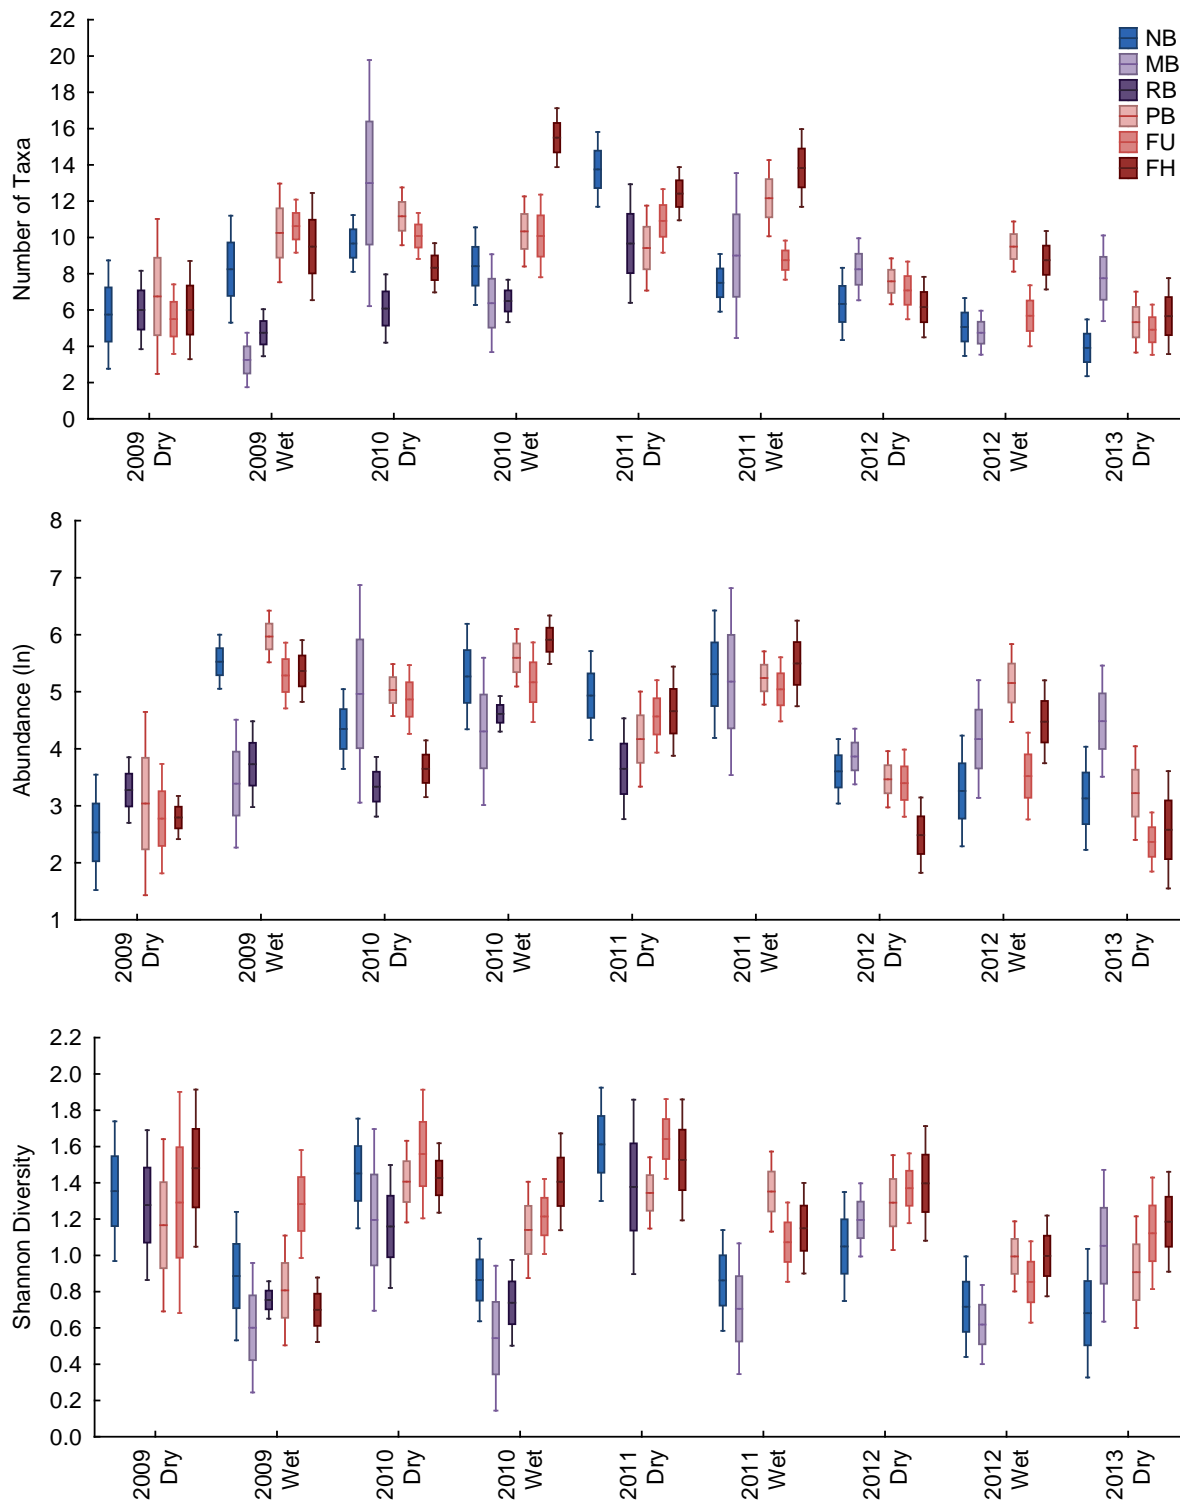 22
20
18
16
14
12
10
8
6
4
2
0
Number of Taxa
NB
MB
RB
PB
FU
FH
2009
Dry
2009
Wet
2010
Dry
2010
Wet
2011
Dry
2011
Wet
2012
Dry
2012
Wet
2013
Dry
8
7
6
5
4
3
2
1
Abundance (ln)
2009
Dry
2009
Wet
2010
Dry
2010
Wet
2011
Dry
2011
Wet
2012
Dry
2012
Wet
2013
Dry
2.2
2.0
1.8
1.6
1.4
1.2
1.0
0.8
0.6
0.4
0.2
0.0
Shannon Diversity
2009
Dry
2009
Wet
2010
Dry
2010
Wet
2011
Dry
2011
Wet
2012
Dry
2012
Wet
2013
Dry